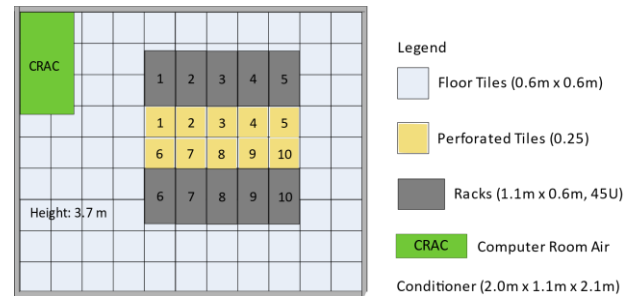 CRAC
1 2 3 4 5
1 2 3 4 5
6 7 8 9 10
6 7 8 9 10
Height: 3.7 m
Legend
Floor Tiles (0.6m x 0.6m)
Perforated Tiles (0.25)
Racks (1.1m x 0.6m, 45U)
CRAC Computer Room Air
Conditioner (2.0m x 1.1m x 2.1m)